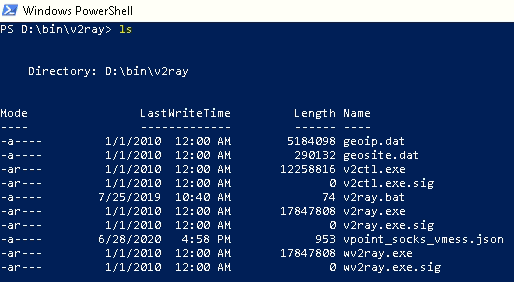 Windows PowerShell
PS D:\bin\v2ray> ls
Directory: D:\bin\v2ray
Mode LastWriteTime Length Name
---- ------------- ------ ----
-a---- 1/1/2010 12:00 AM 5184098 geoip.dat
-a---- 1/1/2010 12:00 AM 290132 geosite.dat
-ar--- 1/1/2010 12:00 AM 12258816 v2ctl.exe
-ar--- 1/1/2010 12:00 AM 0 v2ctl.exe.sig
-a---- 7/25/2019 10:40 AM 74 v2ray.bat
-ar--- 1/1/2010 12:00 AM 17847808 v2ray.exe
-ar--- 1/1/2010 12:00 AM 0 v2ray.exe.sig
-a---- 6/28/2020 4:58 PM 953 vpoint_socks_vmess.json
-ar--- 1/1/2010 12:00 AM 17847808 wv2ray.exe
-ar--- 1/1/2010 12:00 AM 0 wv2ray.exe.sig